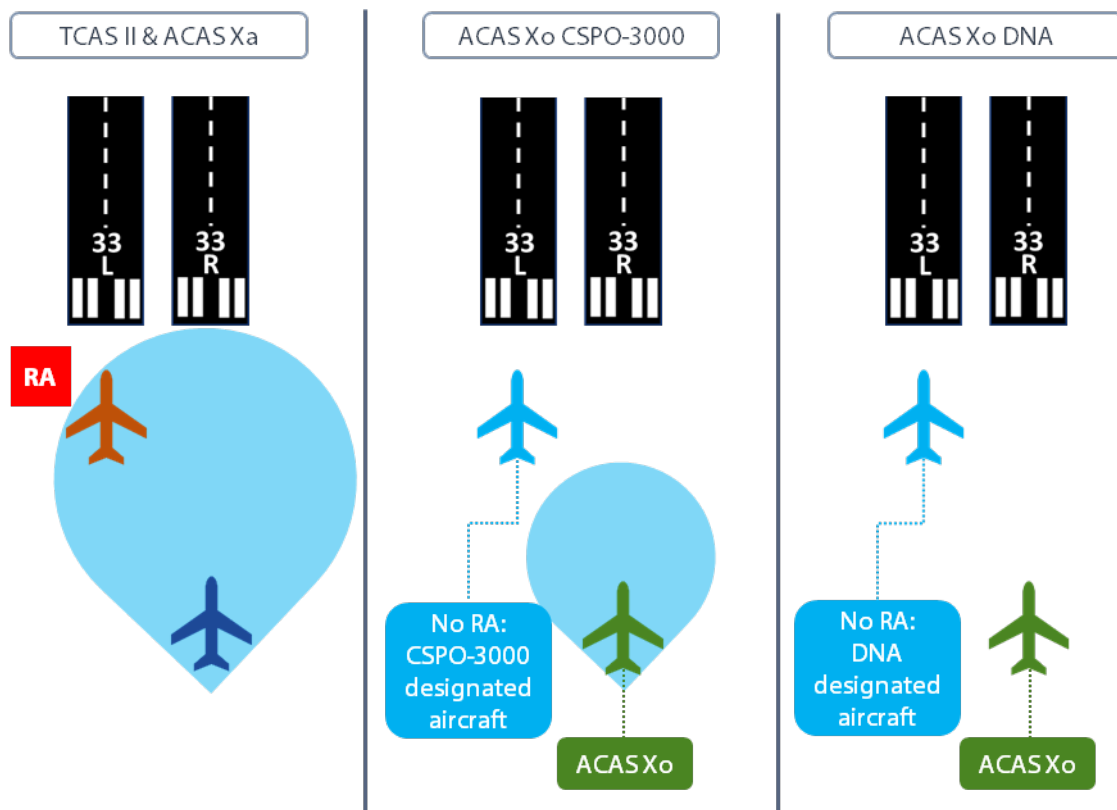 TCAS II & ACAS Xa
33
L
33
R
RA
ACAS Xo CSPO-3000
33
L
33
R
No RA:
CSPO-3000
designated
aircraft
ACAS Xo
ACAS Xo DNA
33
L
33
R
No RA:
DNA
designated
aircraft
ACAS Xo